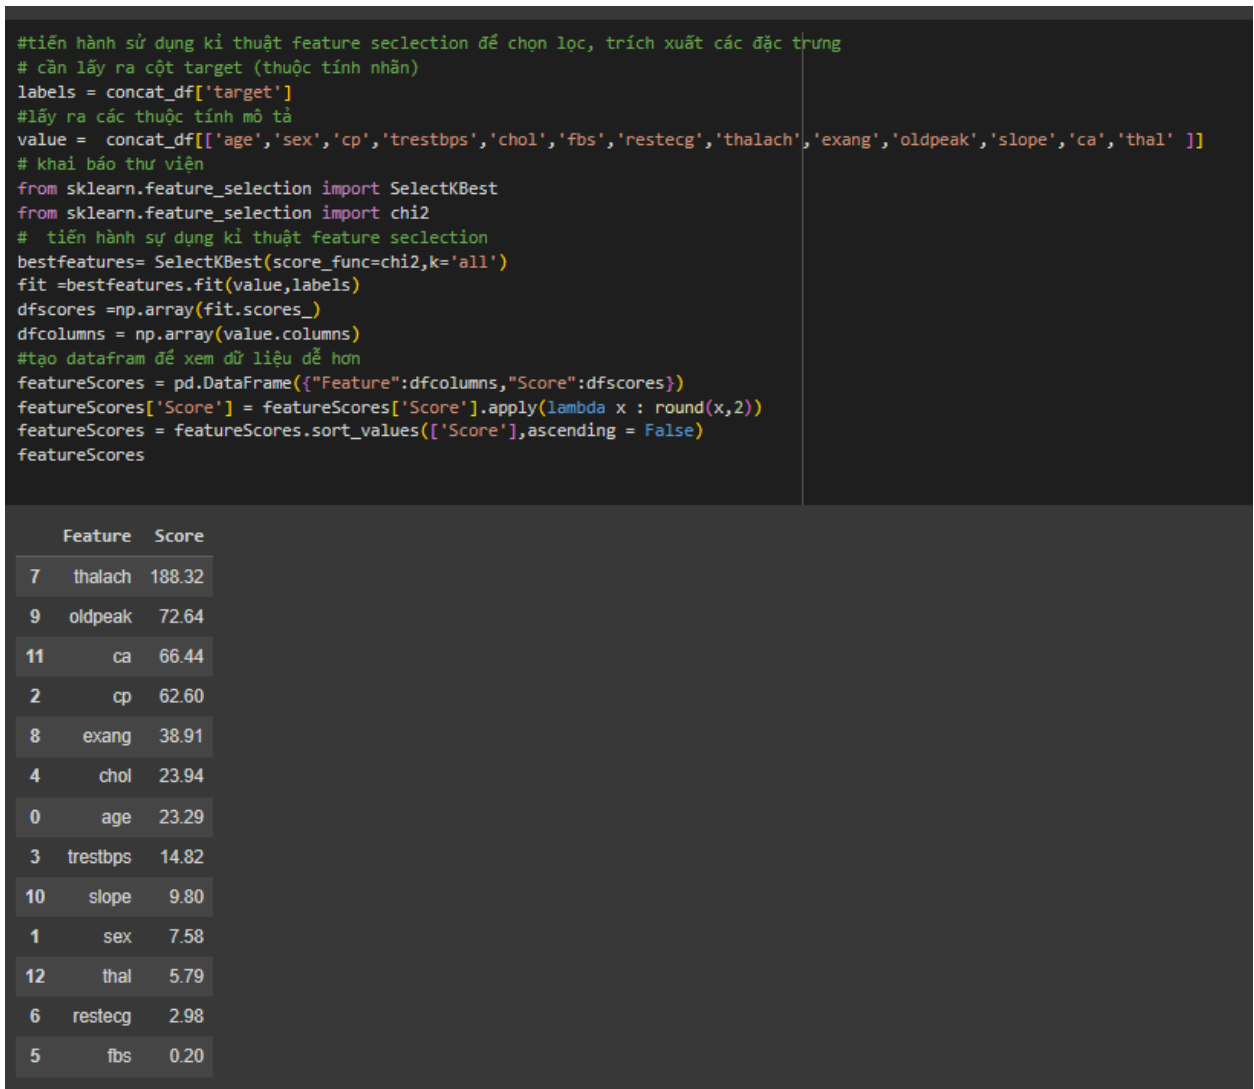 #tiến hành sử dụng kỉ thuật feature seclection để chọn lọc, trích xuất các đặc trưng
# cần lấy ra cột target (thuộc tính nhãn)
labels = concat_df['target']
#lấy ra các thuộc tính mô tả
value =  concat_df[['age','sex','cp','trestbps','chol','fbs','restecg','thalach','exang','oldpeak','slope','ca','thal' ]]
# khai báo thư viện
from sklearn.feature_selection import SelectKBest
from sklearn.feature_selection import chi2
#  tiến hành sự dụng kỉ thuật feature seclection
bestfeatures= SelectKBest(score_func=chi2,k='all')
fit =bestfeatures.fit(value,labels)
dfscores =np.array(fit.scores_)
dfcolumns = np.array(value.columns)
#tạo datafram để xem dữ liệu dễ hơn
featureScores = pd.DataFrame({"Feature":dfcolumns,"Score":dfscores})
featureScores['Score'] = featureScores['Score'].apply(lambda x : round(x,2))
featureScores = featureScores.sort_values(['Score'],ascending = False)
featureScores
Feature Score
7 thalach 188.32
9 oldpeak 72.64
11 ca 66.44
2 cp 62.60
8 exang 38.91
4 chol 23.94
0 age 23.29
3 trestbps 14.82
10 slope 9.80
1 sex 7.58
12 thal 5.79
6 restecg 2.98
5 fbs 0.20